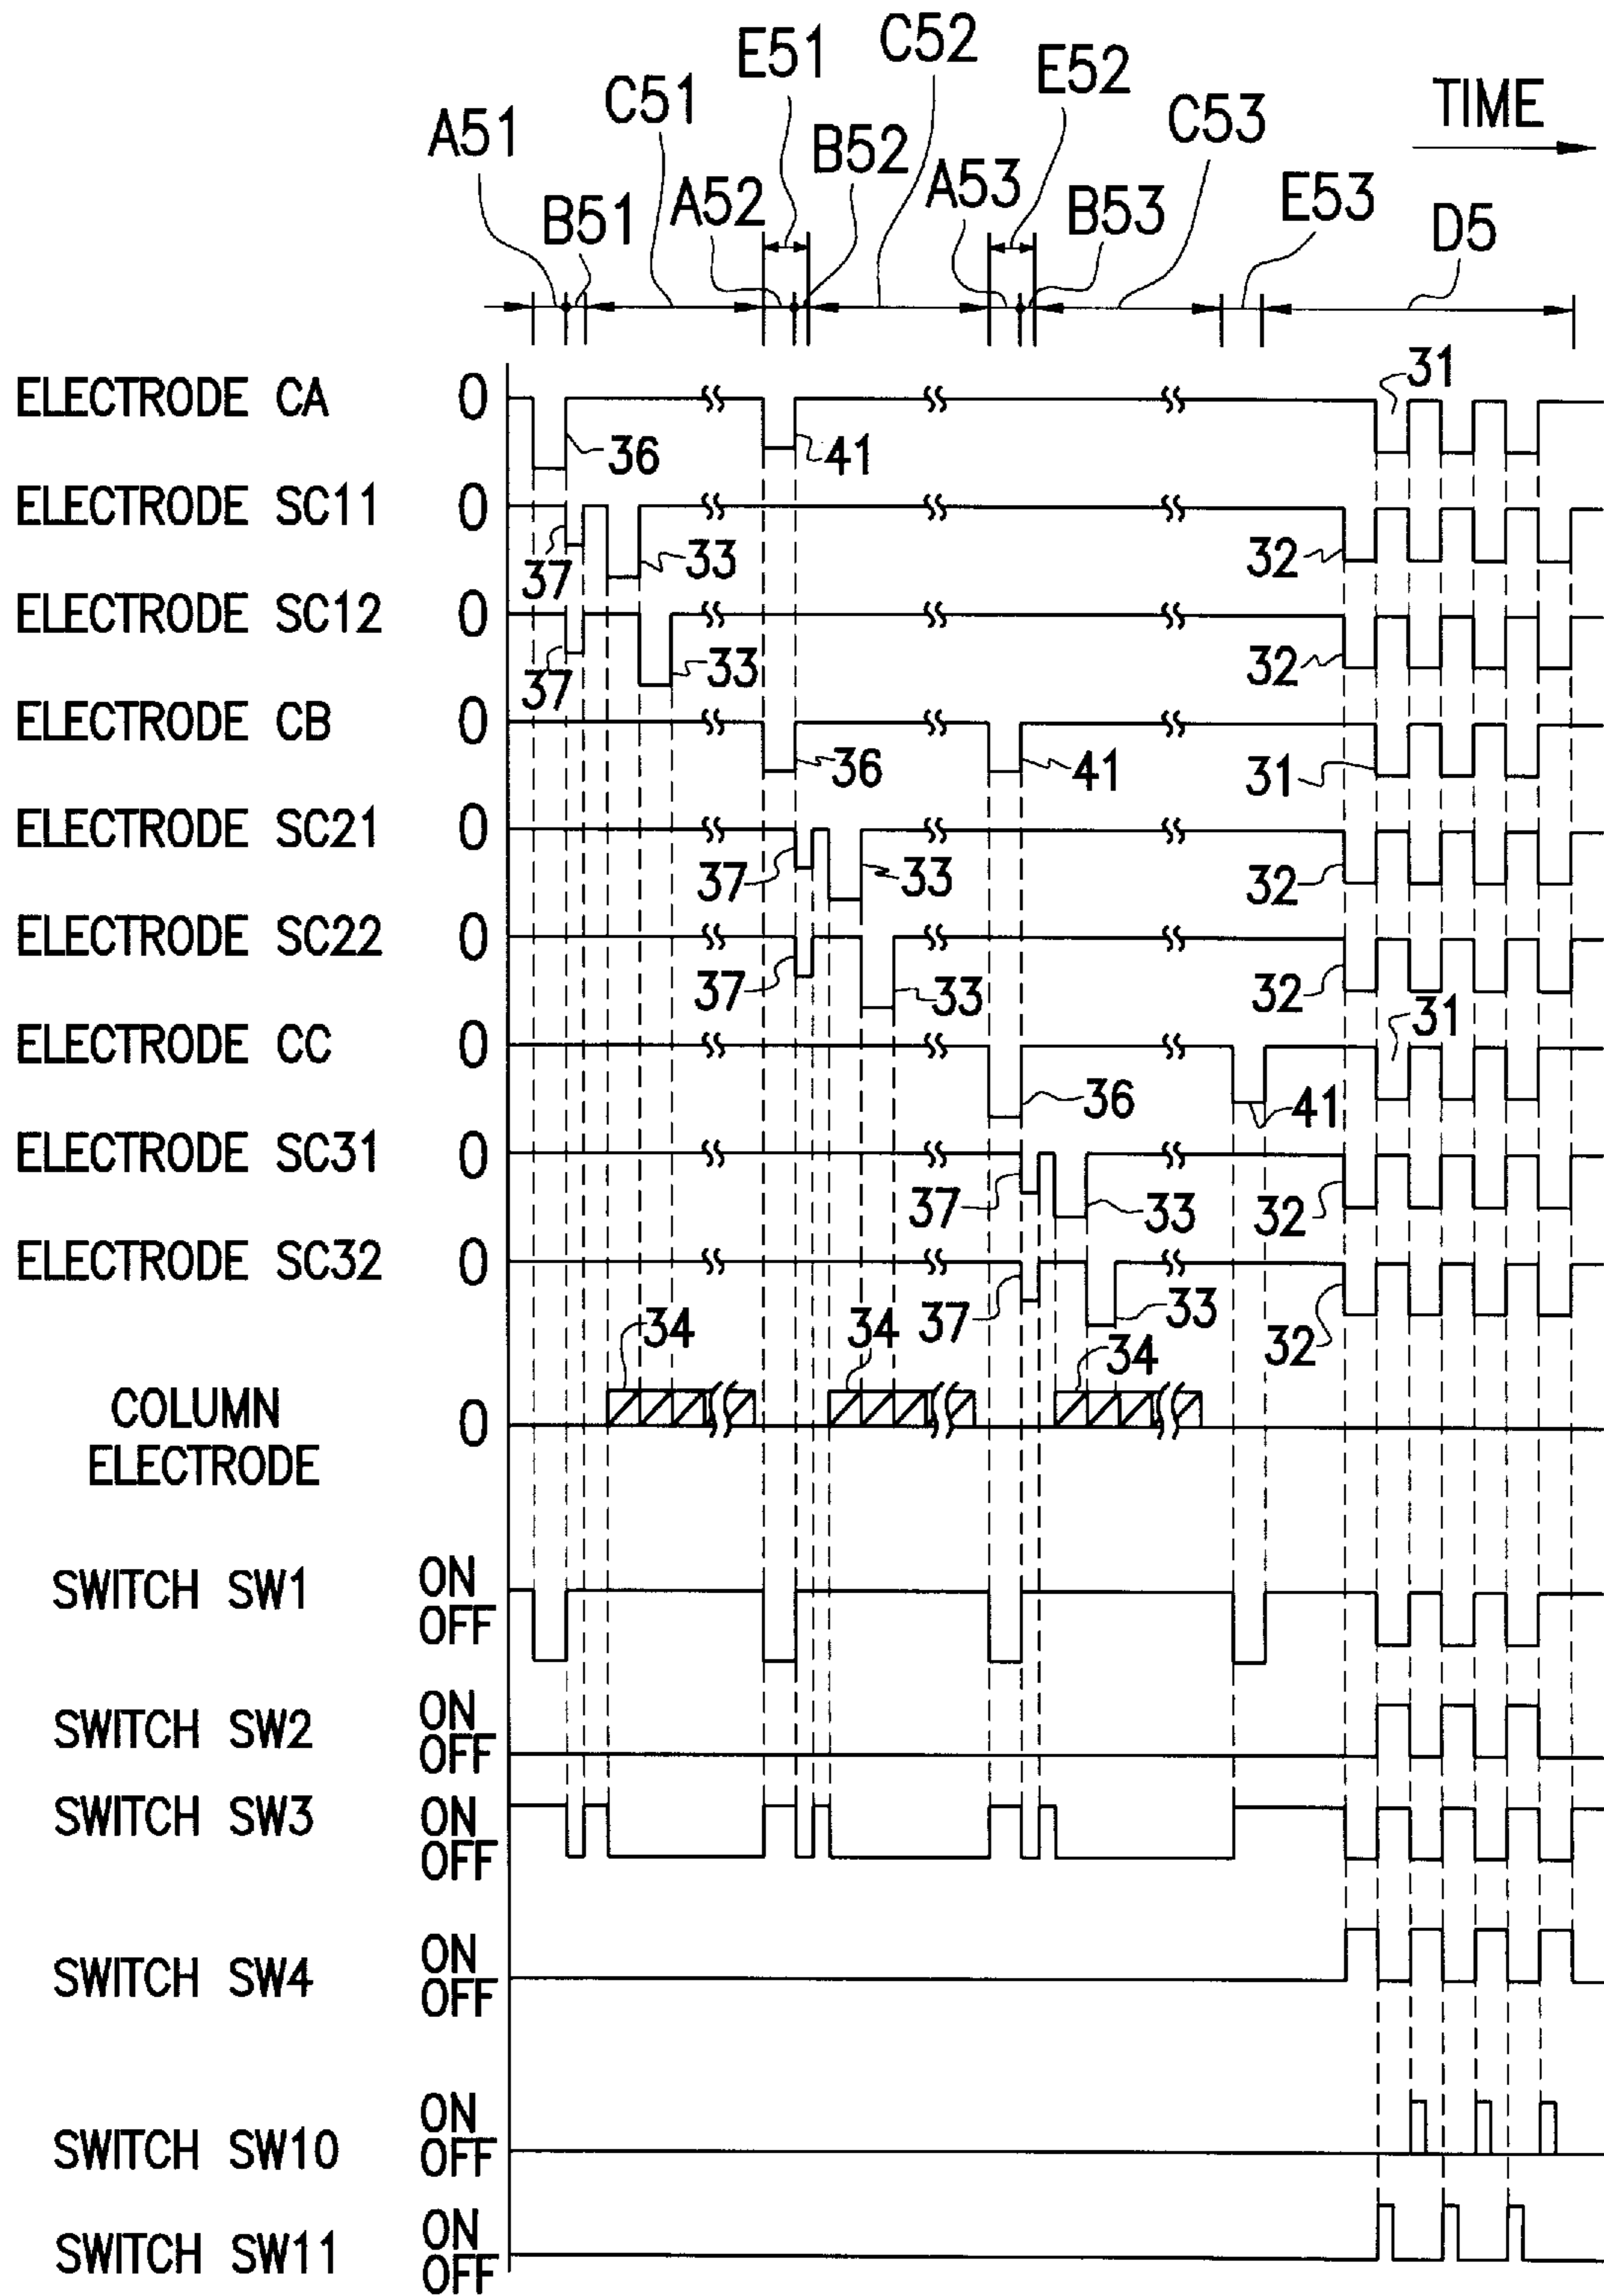 E51
C52
E52
C51
C53
TIME
A51
B52
A53
B51
A52
B53
E53
D5
ELECTRODE CA 0
31
36
41
ELECTRODE SC11 0
37
33
32
ELECTRODE SC12 0
37
33
32
ELECTRODE CB 0
36
41
31
ELECTRODE SC21 0
37
33
32
ELECTRODE SC22 0
37
33
32
ELECTRODE CC 0
31
36
41
ELECTRODE SC31 0
37
33
32
ELECTRODE SC32 0
37
33
32
34
34
34
COLUMN
ELECTRODE 0
SWITCH SW1 ON
OFF
SWITCH SW2 ON
OFF
SWITCH SW3 ON
OFF
SWITCH SW4 ON
OFF
SWITCH SW10 ON
OFF
SWITCH SW11 ON
OFF